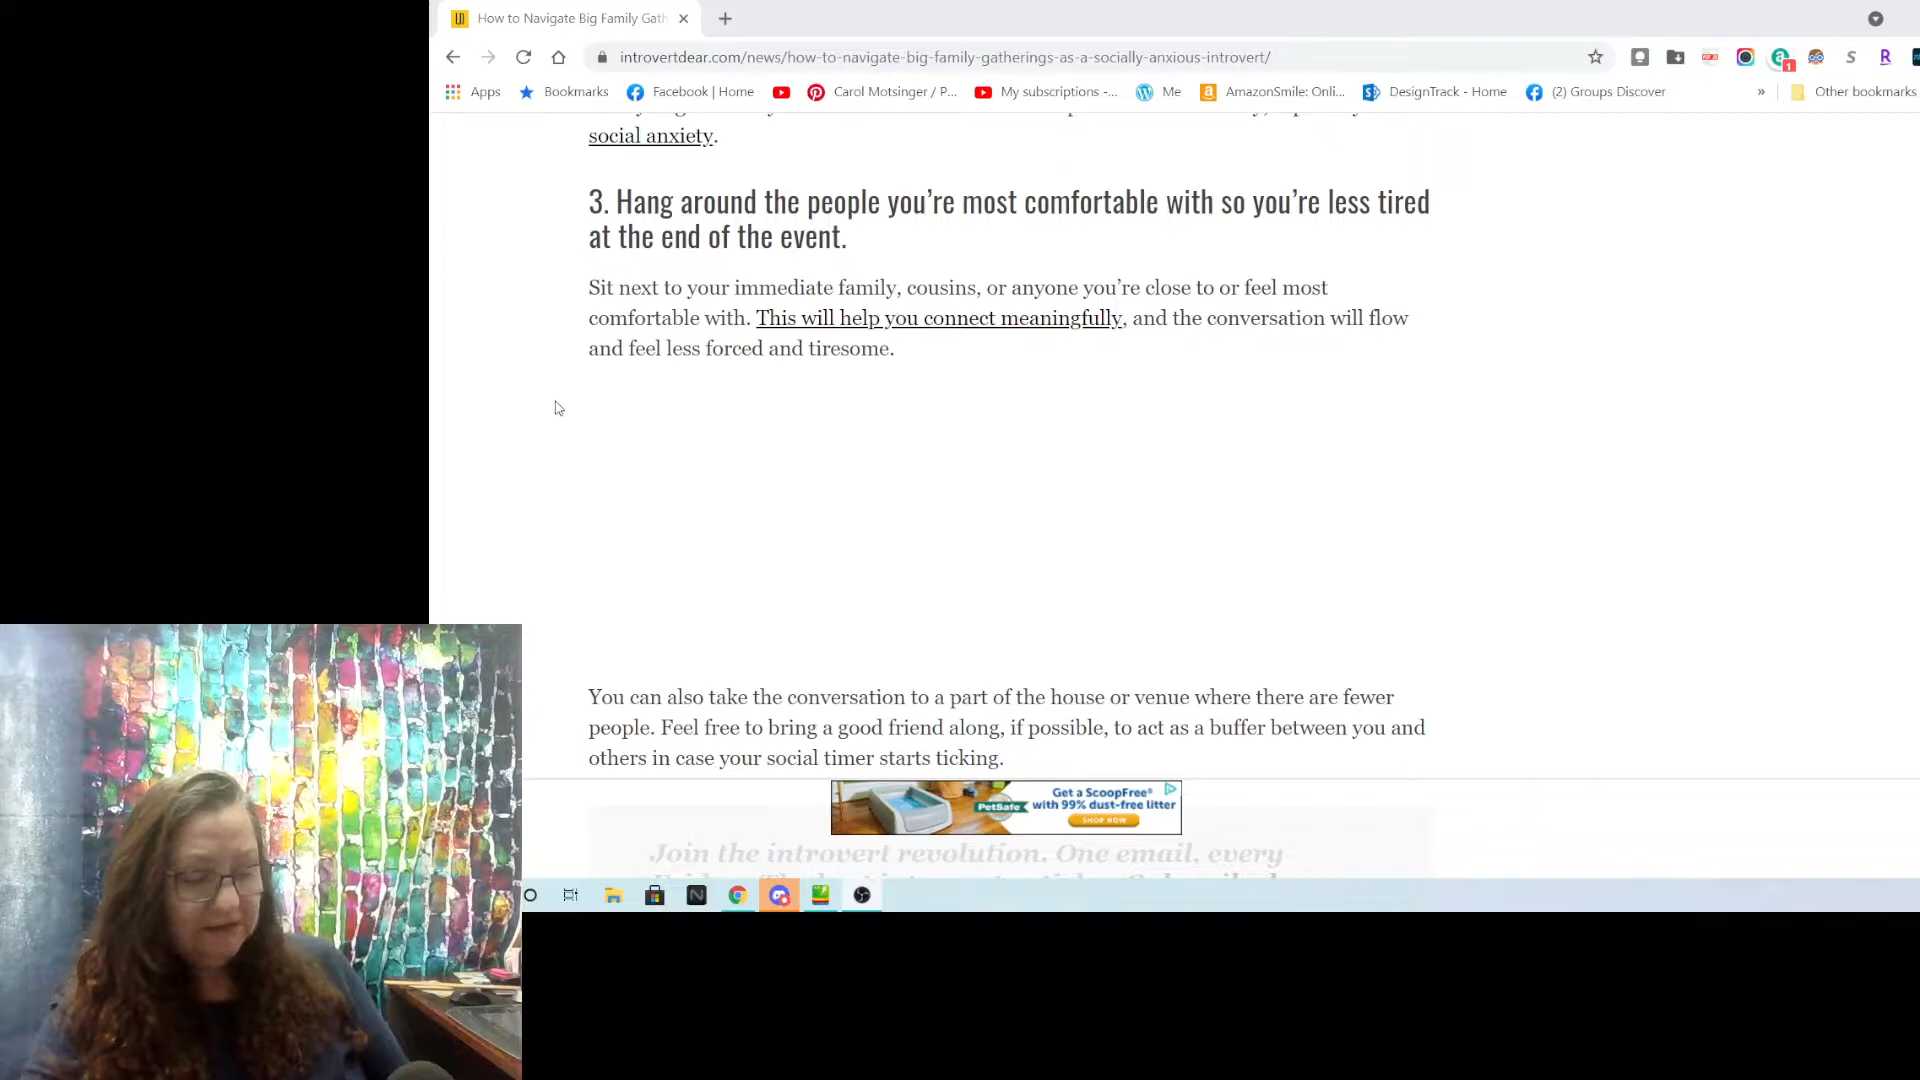 How to Navigate Big Family Gath
introvertdear.com/news/how-to-navigate-big-family-gatherings-as-a-socially-anxious-introvert/
Apps
Bookmarks
Facebook | Home
Carol Motsinger / P...
My subscriptions -...
Me
AmazonSmile: Onli...
DesignTrack - Home
(2) Groups Discover
»
Other bookmarks
social anxiety.
3. Hang around the people you’re most comfortable with so you’re less tired
at the end of the event.
Sit next to your immediate family, cousins, or anyone you’re close to or feel most
comfortable with. This will help you connect meaningfully, and the conversation will flow
and feel less forced and tiresome.
You can also take the conversation to a part of the house or venue where there are fewer
people. Feel free to bring a good friend along, if possible, to act as a buffer between you and
others in case your social timer starts ticking.
PetSafe
Get a ScoopFree®
with 99% dust-free litter
SHOP NOW
Join the introvert revolution. One email, every